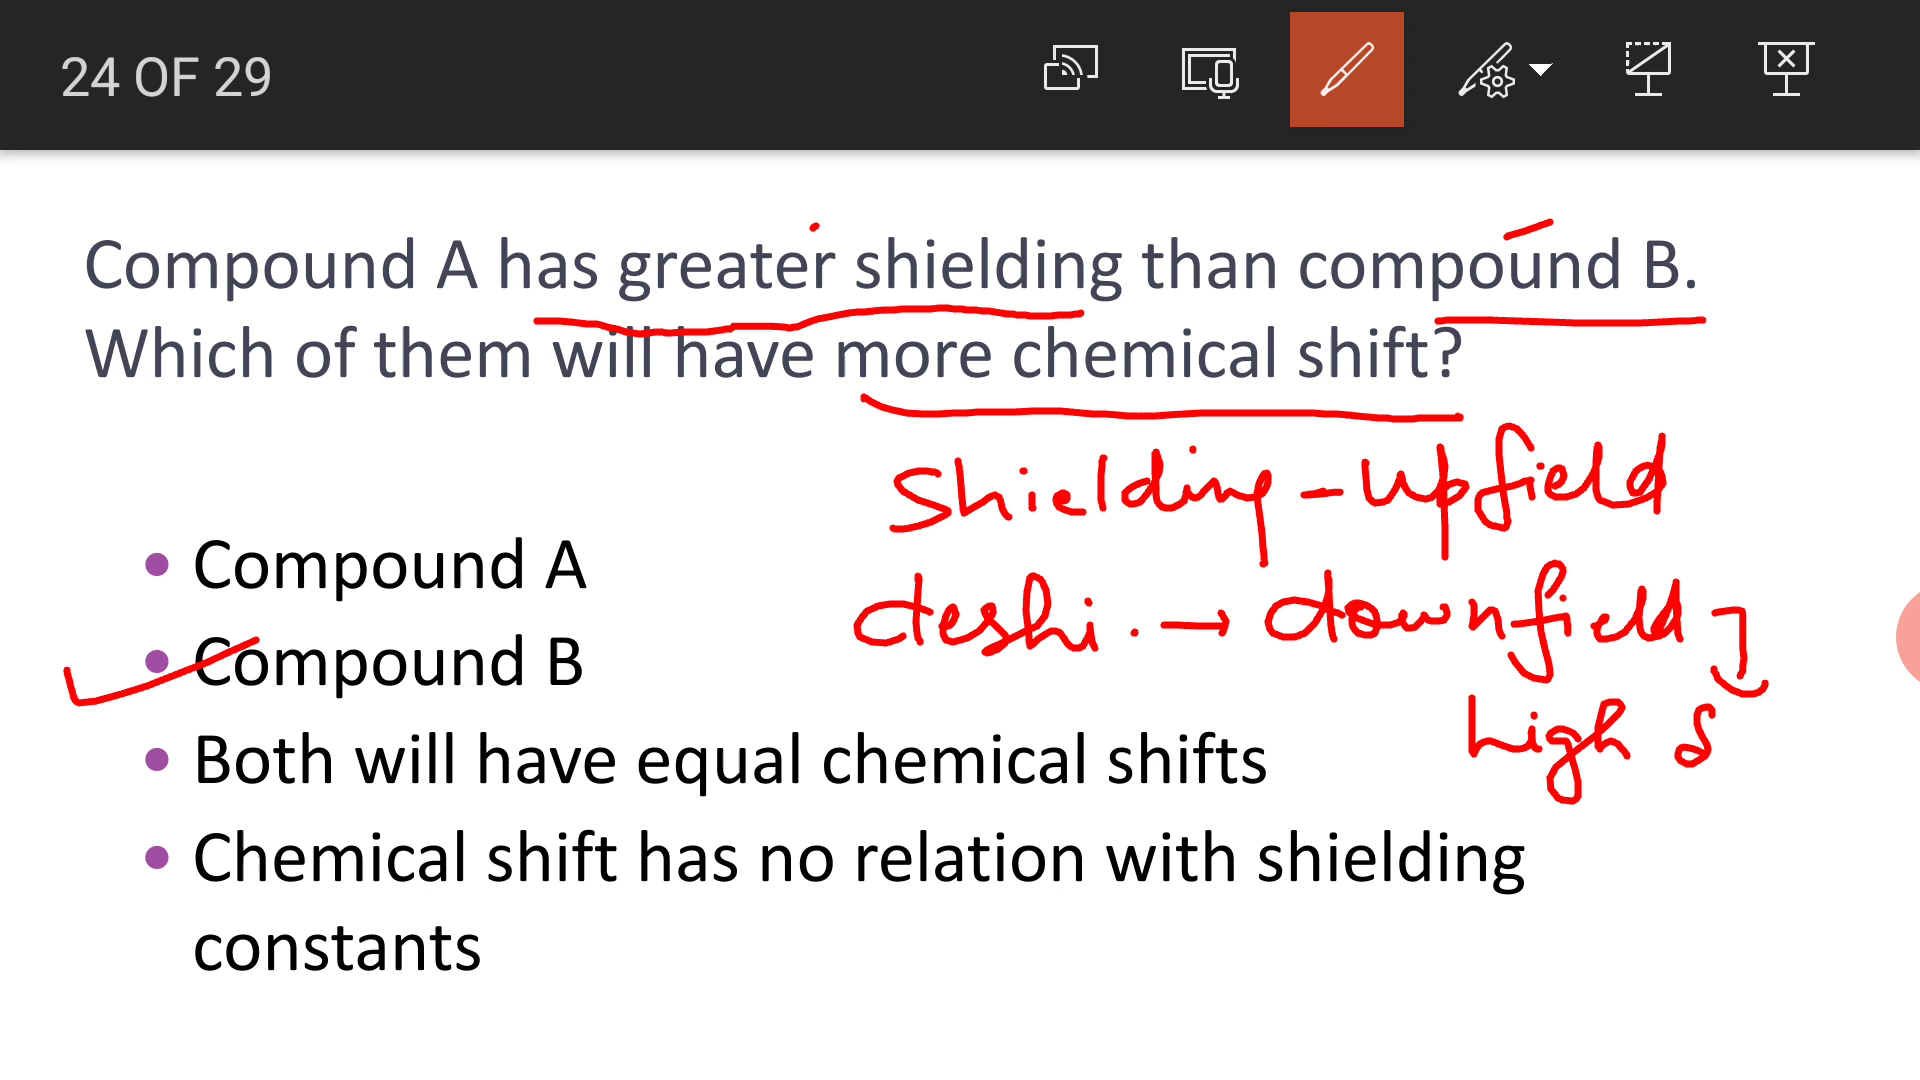 24 OF 29
Compound A has greater shielding than compound B.
Which of them will have more chemical shift?
Shielding - Upfield
deshi. → downfield
high δ
• Compound A
• Compound B
• Both will have equal chemical shifts
• Chemical shift has no relation with shielding
constants